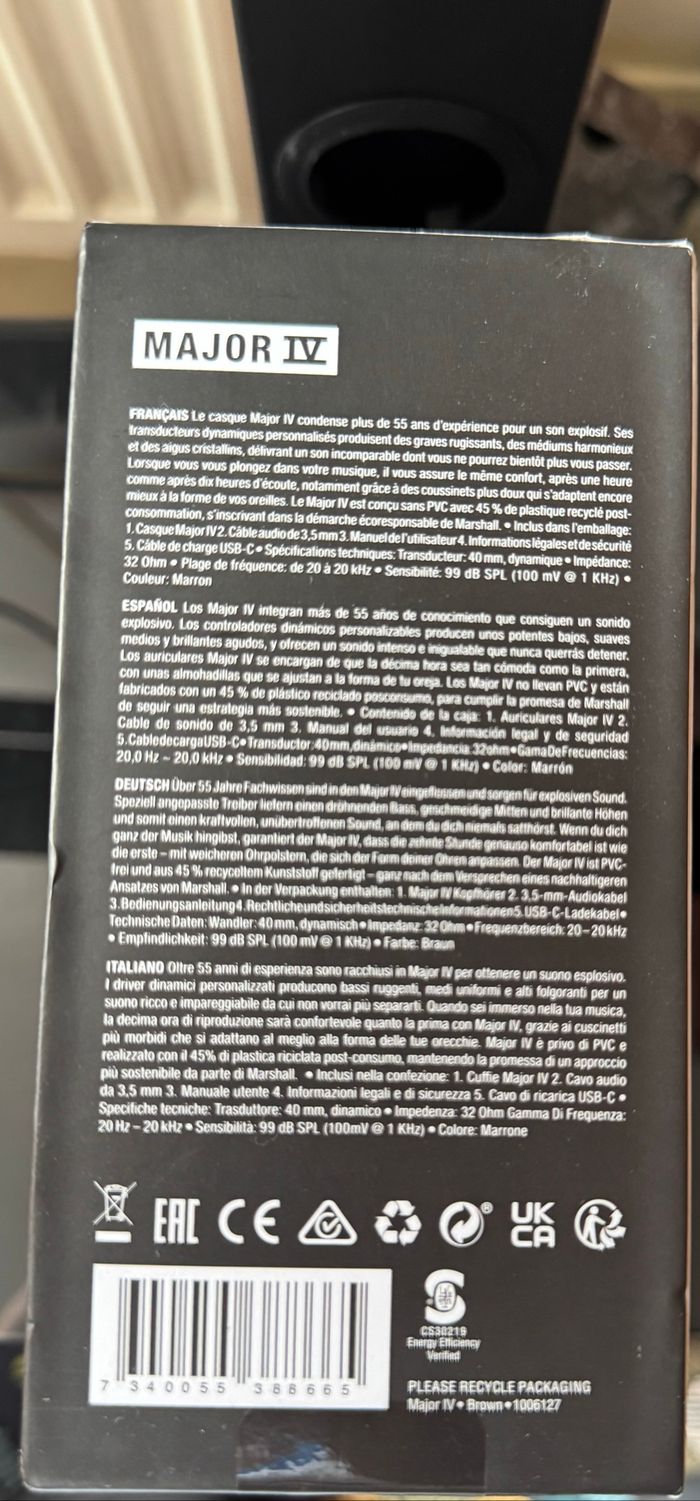 MAJOR IV
FRANÇAIS Le casque Major IV condense plus de 55 ans d'expérience pour un son explosif. Ses
transducteurs dynamiques personnalisés produisent des graves rugissants, des médiums harmonieux
et des aigus cristallins, délivrant un son incomparable dont vous ne pourrez bientôt plus vous passer.
Lorsque vous vous plongez dans votre musique, il vous assure le même confort, après une heure
comme après dix heures d'écoute, notamment grâce à des coussinets plus doux qui s'adaptent encore
mieux à la forme de vos oreilles. Le Major IV est conçu sans PVC avec 45 % de plastique recyclé post-
consommation, s'inscrivant dans la démarche écoresponsable de Marshall. • Inclus dans l'emballage:
1. Casque Major IV 2. Câble audio de 3,5 mm 3. Manuel de l'utilisateur 4. Informations légales et de sécurité
5. Câble de charge USB-C • Spécifications techniques: Transducteur: 40 mm, dynamique • Impédance:
32 Ohm • Plage de fréquence: de 20 à 20 kHz • Sensibilité: 99 dB SPL (100 mV @ 1 KHz) •
Couleur: Marron
ESPAÑOL Los Major IV integran más de 55 años de conocimiento que consiguen un sonido
explosivo. Los controladores dinámicos personalizables producen unos potentes bajos, suaves
medios y brillantes agudos, y ofrecen un sonido intenso e inigualable que nunca querrás detener.
Los auriculares Major IV se encargan de que la décima hora sea tan cómoda como la primera,
con unas almohadillas que se ajustan a la forma de tu oreja. Los Major IV no llevan PVC y están
fabricados con un 45 % de plástico reciclado posconsumo, para cumplir la promesa de Marshall
de seguir una estrategia más sostenible. • Contenido de la caja: 1. Auriculares Major IV 2.
Cable de sonido de 3,5 mm 3. Manual del usuario 4. Información legal y de seguridad
5. Cable de carga USB-C • Transductor: 40 mm, dinámico • Impedancia: 32 ohm • Gama De Frecuencias:
20,0 Hz ~ 20,0 kHz • Sensibilidad: 99 dB SPL (100 mV @ 1 KHz) • Color: Marrón
DEUTSCH Über 55 Jahre Fachwissen sind in den Major IV eingeflossen und sorgen für explosiven Sound.
Speziell angepasste Treiber liefern einen dröhnenden Bass, geschmeidige Mitten und brillante Höhen
und somit einen kraftvollen, unübertroffenen Sound, an dem du dich niemals satthörst. Wenn du dich
ganz der Musik hingibst, garantiert der Major IV, dass die zehnte Stunde genauso komfortabel ist wie
die erste – mit weicheren Ohrpolstern, die sich der Form deiner Ohren anpassen. Der Major IV ist PVC-
frei und aus 45 % recyceltem Kunststoff gefertigt – ganz nach dem Versprechen eines nachhaltigeren
Ansatzes von Marshall. • In der Verpackung enthalten: 1. Major IV Kopfhörer 2. 3,5-mm-Audiokabel
3. Bedienungsanleitung 4. Rechtliche und sicherheitstechnische Informationen 5. USB-C-Ladekabel •
Technische Daten: Wandler: 40 mm, dynamisch • Impedanz: 32 Ohm • Frequenzbereich: 20 – 20 kHz
• Empfindlichkeit: 99 dB SPL (100 mV @ 1 KHz) • Farbe: Braun
ITALIANO Oltre 55 anni di esperienza sono racchiusi in Major IV per ottenere un suono esplosivo.
I driver dinamici personalizzati producono bassi ruggenti, medi uniformi e alti folgoranti per un
suono ricco e impareggiabile da cui non vorrai più separarti. Quando sei immerso nella tua musica,
la decima ora di riproduzione sarà confortevole quanto la prima con Major IV, grazie ai cuscinetti
più morbidi che si adattano al meglio alla forma delle tue orecchie. Major IV è privo di PVC e
realizzato con il 45% di plastica riciclata post-consumo, mantenendo la promessa di un approccio
più sostenibile da parte di Marshall. • Inclusi nella confezione: 1. Cuffie Major IV 2. Cavo audio
da 3,5 mm 3. Manuale utente 4. Informazioni legali e di sicurezza 5. Cavo di ricarica USB-C •
Specifiche tecniche: Trasduttore: 40 mm, dinamico • Impedenza: 32 Ohm Gamma Di Frequenza:
20 Hz – 20 kHz • Sensibilità: 99 dB SPL (100mV @ 1 KHz) • Colore: Marrone
EAC CE ® UK
CA
CS30219
Energy Efficiency
Verified
7 340055 388665
PLEASE RECYCLE PACKAGING
Major IV • Brown • 1006127